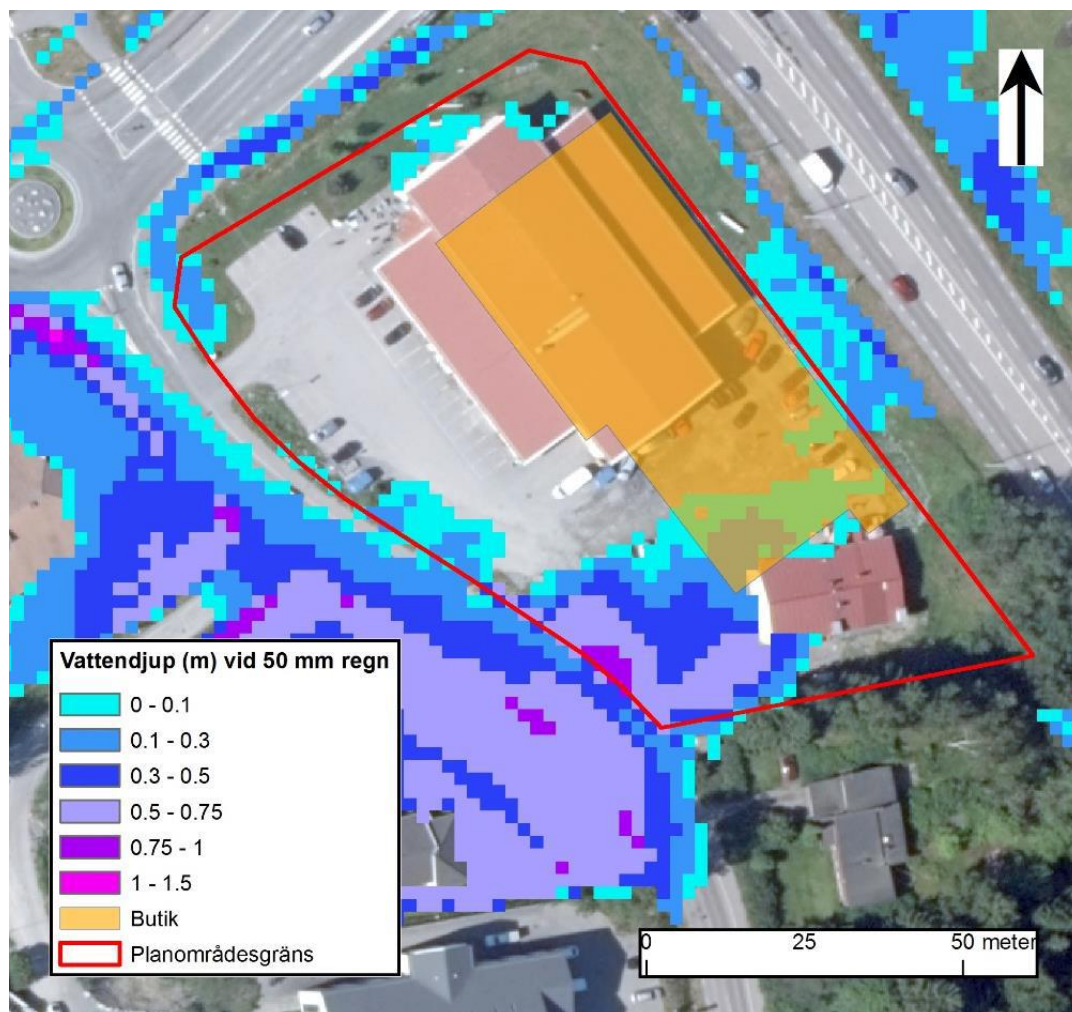 Vattendjup (m) vid 50 mm regn
0 - 0.1
0.1 - 0.3
0.3 - 0.5
0.5 - 0.75
0.75 - 1
1 - 1.5
Butik
Planområdesgräns
0 25 50 meter